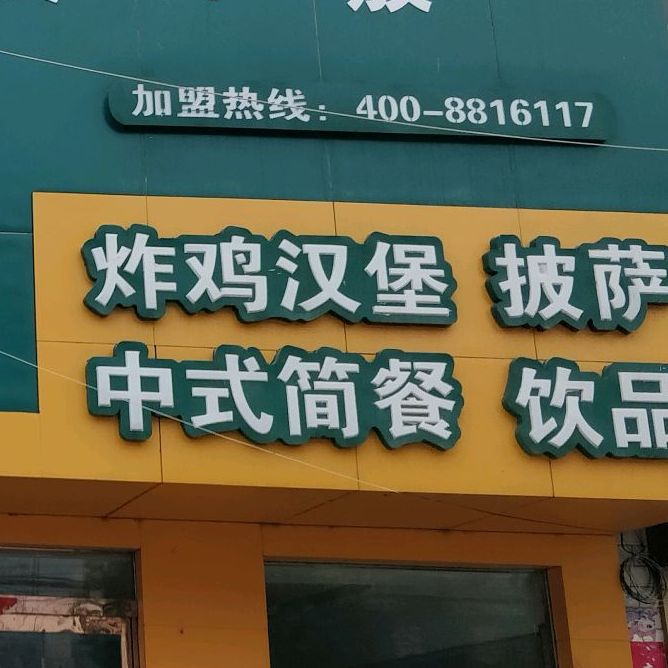 加盟热线：400-8816117
炸鸡汉堡 披萨
中式简餐 饮品